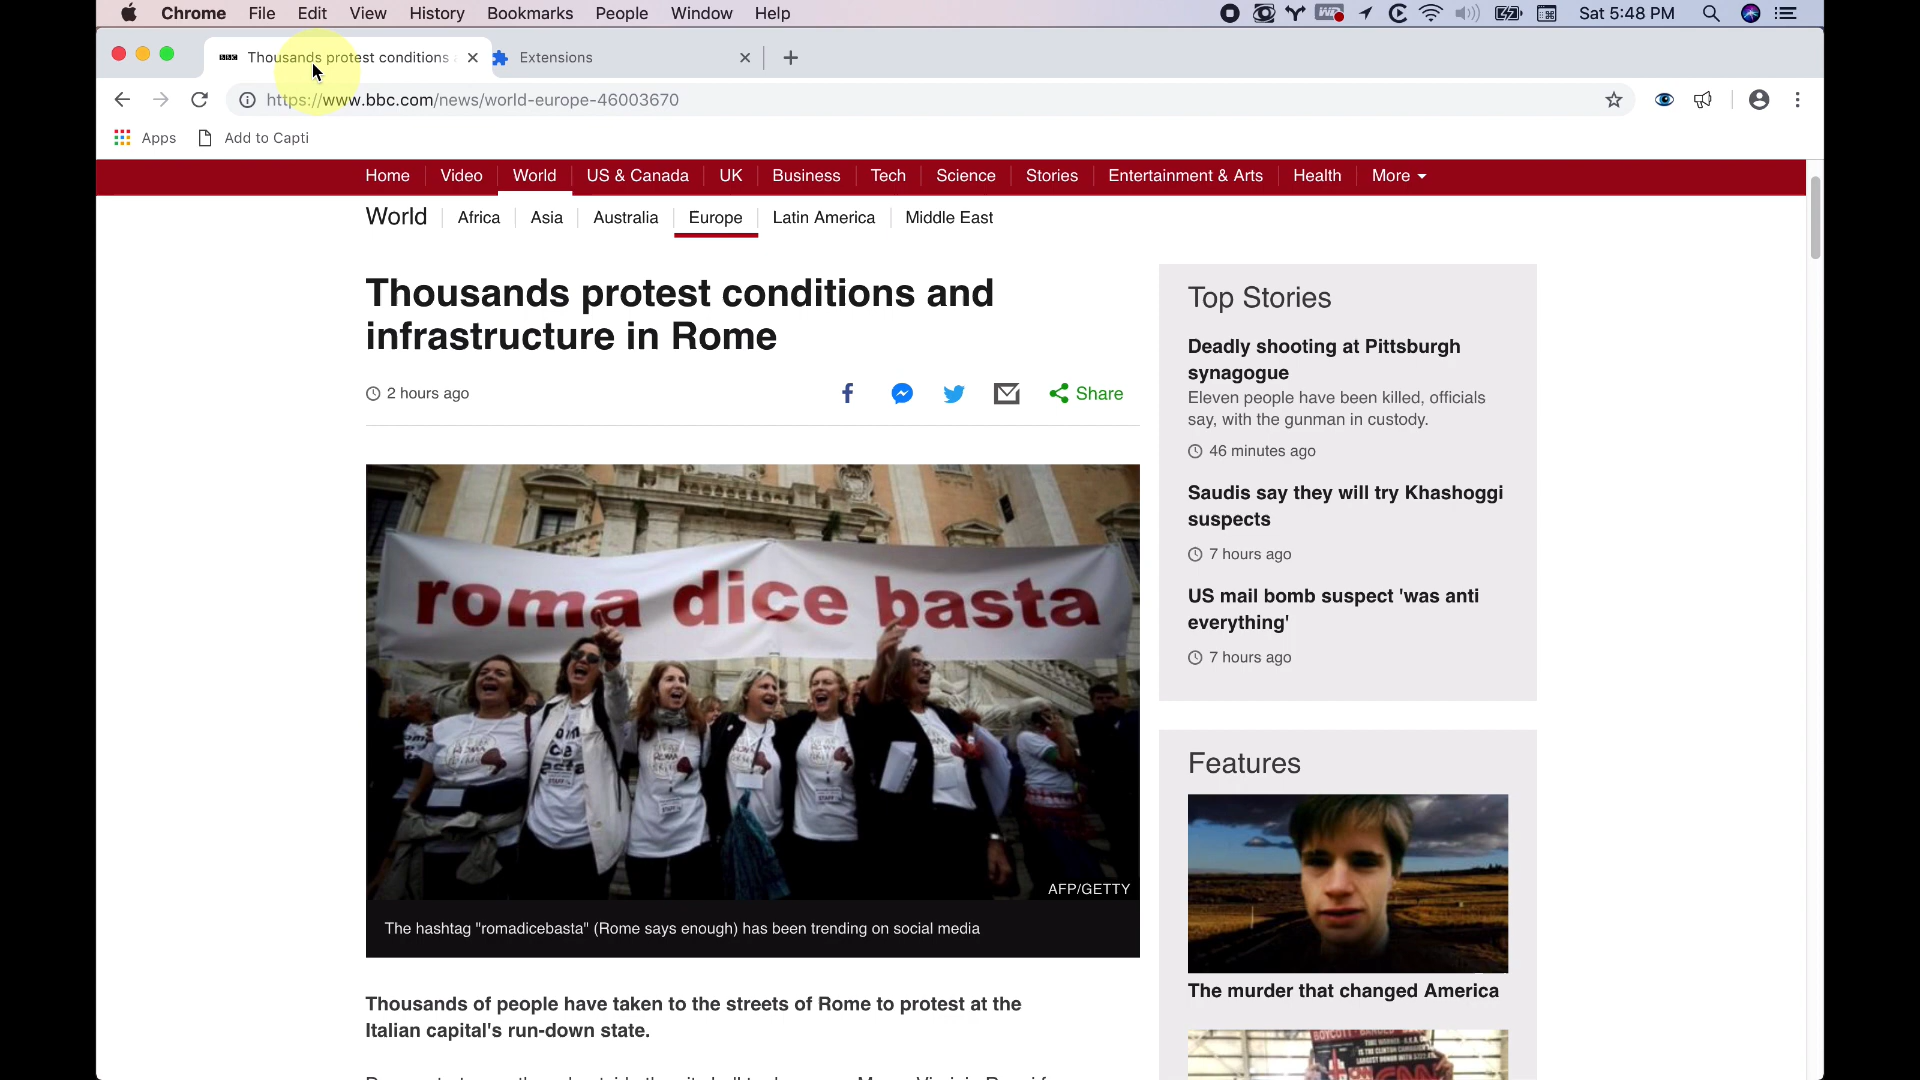 Chrome File Edit View History Bookmarks People Window Help
Sat 5:48 PM
BBC Thousands protest conditions
Extensions
https://www.bbc.com/news/world-europe-46003670
Apps Add to Capti
Home Video World US & Canada UK Business Tech Science Stories Entertainment & Arts Health More
World Africa Asia Australia Europe Latin America Middle East
Thousands protest conditions and
infrastructure in Rome
2 hours ago
Share
roma dice basta
AFP/GETTY
The hashtag "romadicebasta" (Rome says enough) has been trending on social media
Thousands of people have taken to the streets of Rome to protest at the
Italian capital's run-down state.
Top Stories
Deadly shooting at Pittsburgh
synagogue
Eleven people have been killed, officials
say, with the gunman in custody.
46 minutes ago
Saudis say they will try Khashoggi
suspects
7 hours ago
US mail bomb suspect 'was anti
everything'
7 hours ago
Features
The murder that changed America